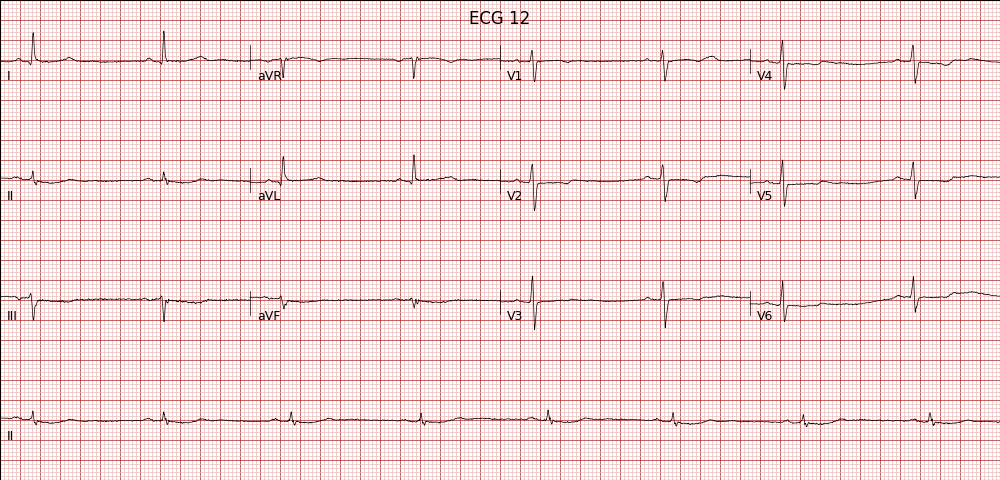 ECG 12
I aVR V1 V4
II aVL V2 V5
III aVF V3 V6
II